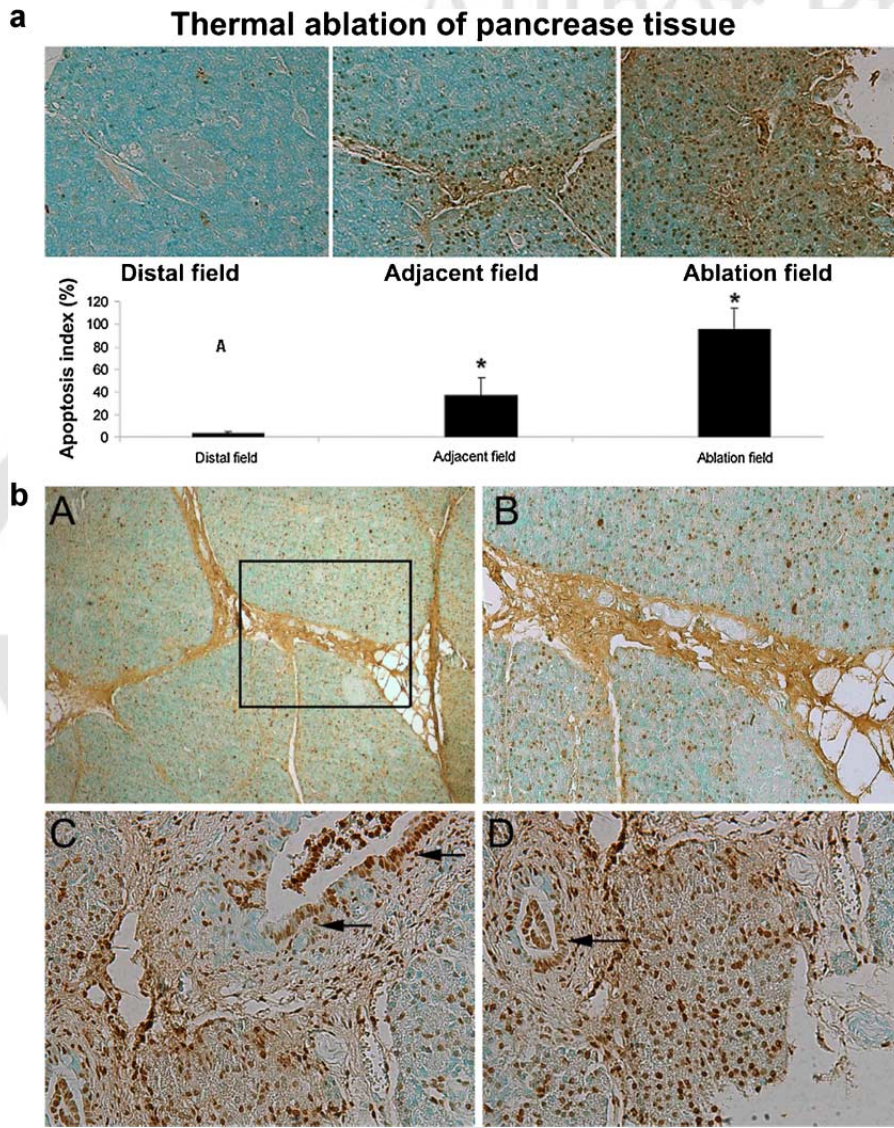 a
Thermal ablation of pancrease tissue
Distal field Adjacent field Ablation field
Apoptosis index (%)
120
100
80
60
40
20
0
A
*
*
Distal field Adjacent field Ablation field
b
A
B
C
D